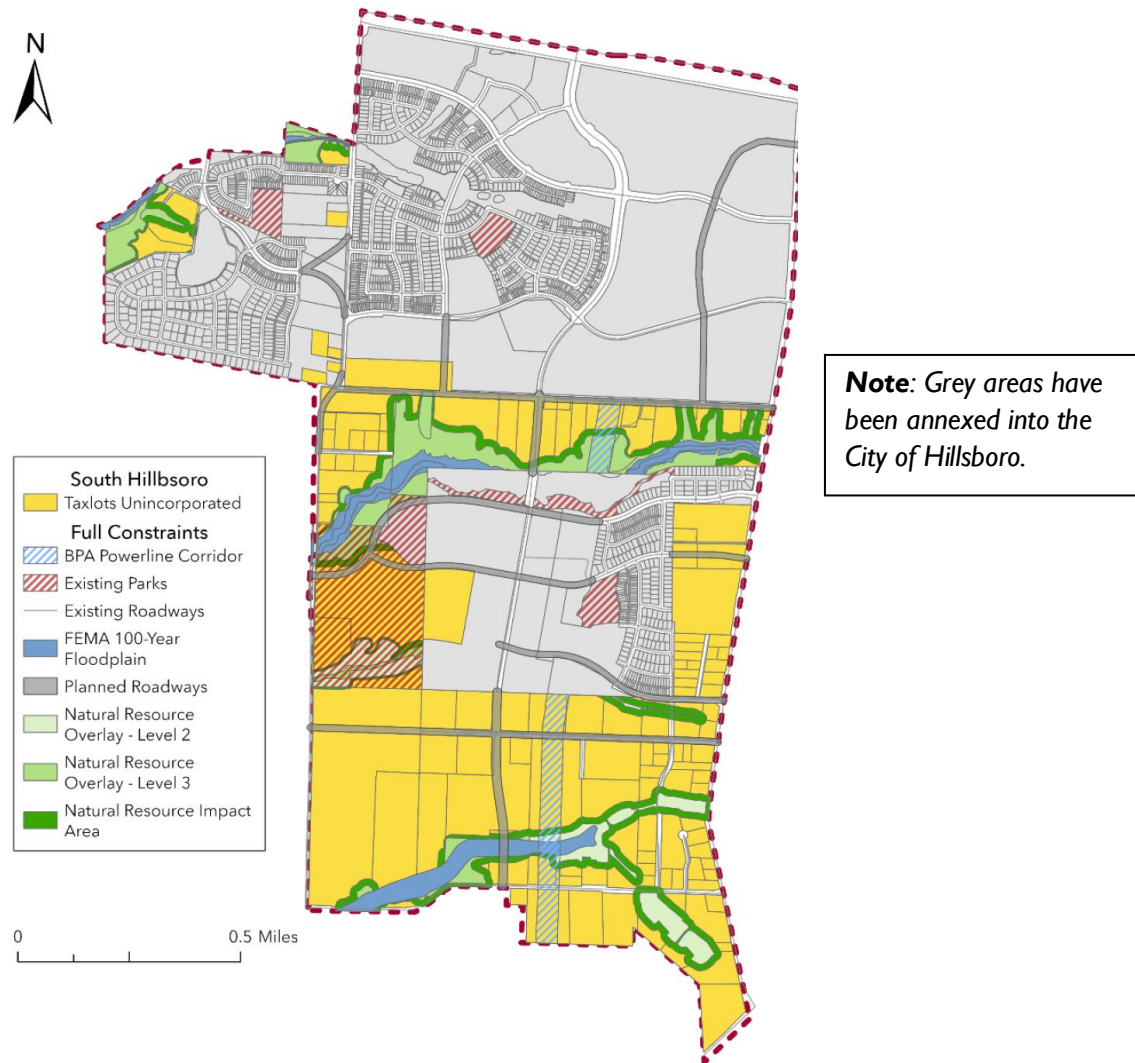 N
Note: Grey areas have
been annexed into the
City of Hillsboro.
South Hillbsoro
Taxlots Unincorporated
Full Constraints
BPA Powerline Corridor
Existing Parks
Existing Roadways
FEMA 100-Year
Floodplain
Planned Roadways
Natural Resource
Overlay - Level 2
Natural Resource
Overlay - Level 3
Natural Resource Impact
Area
0 0.5 Miles